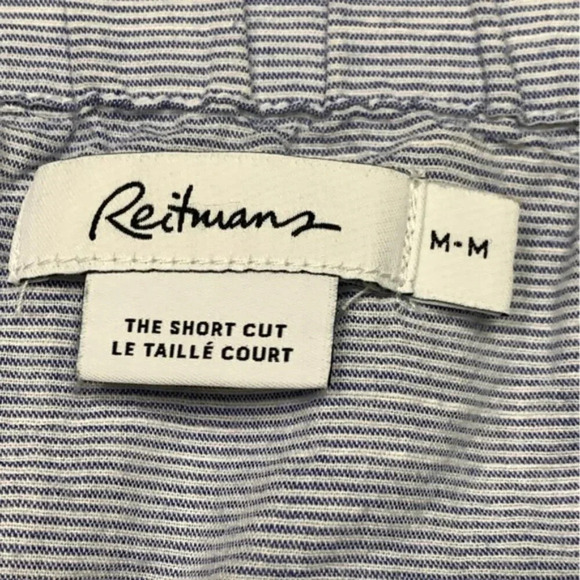 Reitmans
M-M
THE SHORT CUT
LE TAILLÉ COURT